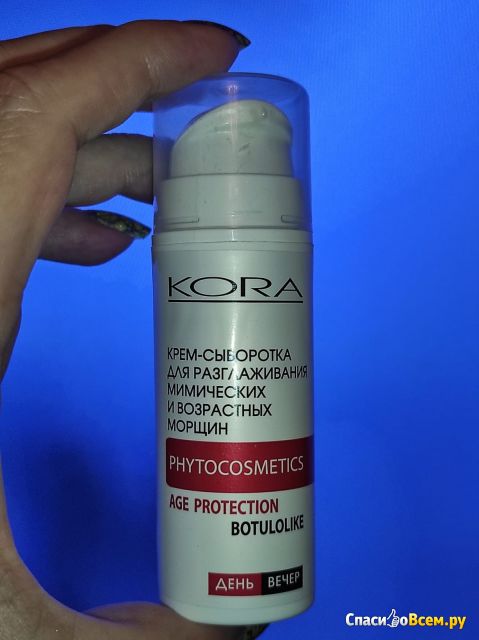 KORA
КРЕМ-СЫВОРОТКА
ДЛЯ РАЗГЛАЖИВАНИЯ
МИМИЧЕСКИХ
И ВОЗРАСТНЫХ
МОРЩИН
PHYTOCOSMETICS
AGE PROTECTION
BOTULOLIKE
ДЕНЬ ВЕЧЕР
СпасибоВсем.ру